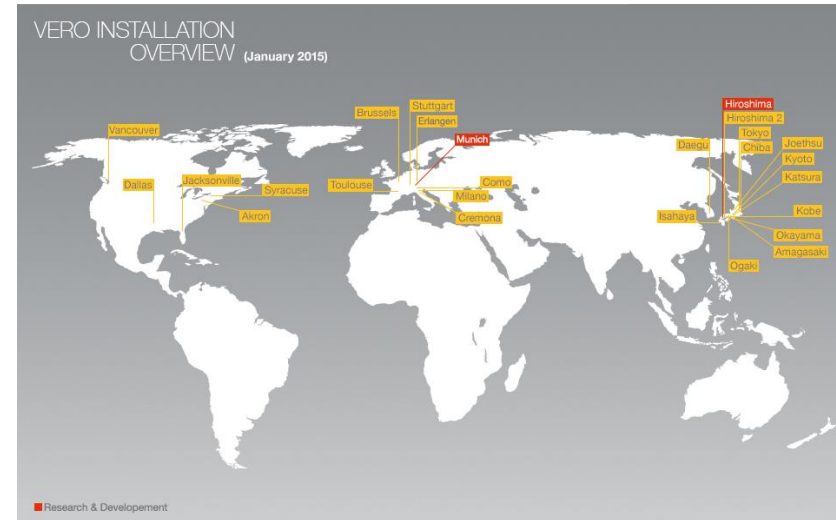 VERO INSTALLATION
OVERVIEW (January 2015)
Vancouver
Dallas
Jacksonville
Syracuse
Akron
Brussels
Stuttgart
Erlangen
Munich
Toulouse
Como
Milano
Cremona
Hiroshima
Hiroshima 2
Tokyo
Chiba
Daegu
Joethsu
Kyoto
Katsura
Isahaya
Kobe
Okayama
Amagasaki
Ogaki
Research & Developement